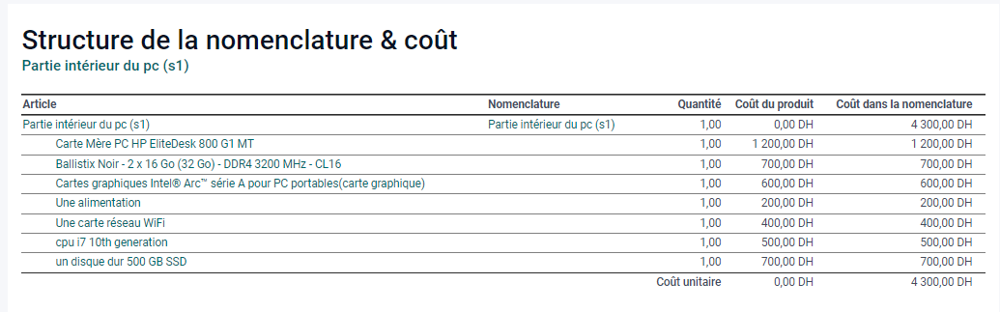 Structure de la nomenclature & coût
Partie intérieur du pc (s1)
Article Nomenclature Quantité Coût du produit Coût dans la nomenclature
Partie intérieur du pc (s1) Partie intérieur du pc (s1) 1,00 0,00 DH 4 300,00 DH
Carte Mère PC HP EliteDesk 800 G1 MT 1,00 1 200,00 DH 1 200,00 DH
Ballistix Noir - 2 x 16 Go (32 Go) - DDR4 3200 MHz - CL16 1,00 700,00 DH 700,00 DH
Cartes graphiques Intel® Arc™ série A pour PC portables(carte graphique) 1,00 600,00 DH 600,00 DH
Une alimentation 1,00 200,00 DH 200,00 DH
Une carte réseau WiFi 1,00 400,00 DH 400,00 DH
cpu i7 10th generation 1,00 500,00 DH 500,00 DH
un disque dur 500 GB SSD 1,00 700,00 DH 700,00 DH
Coût unitaire 0,00 DH 4 300,00 DH